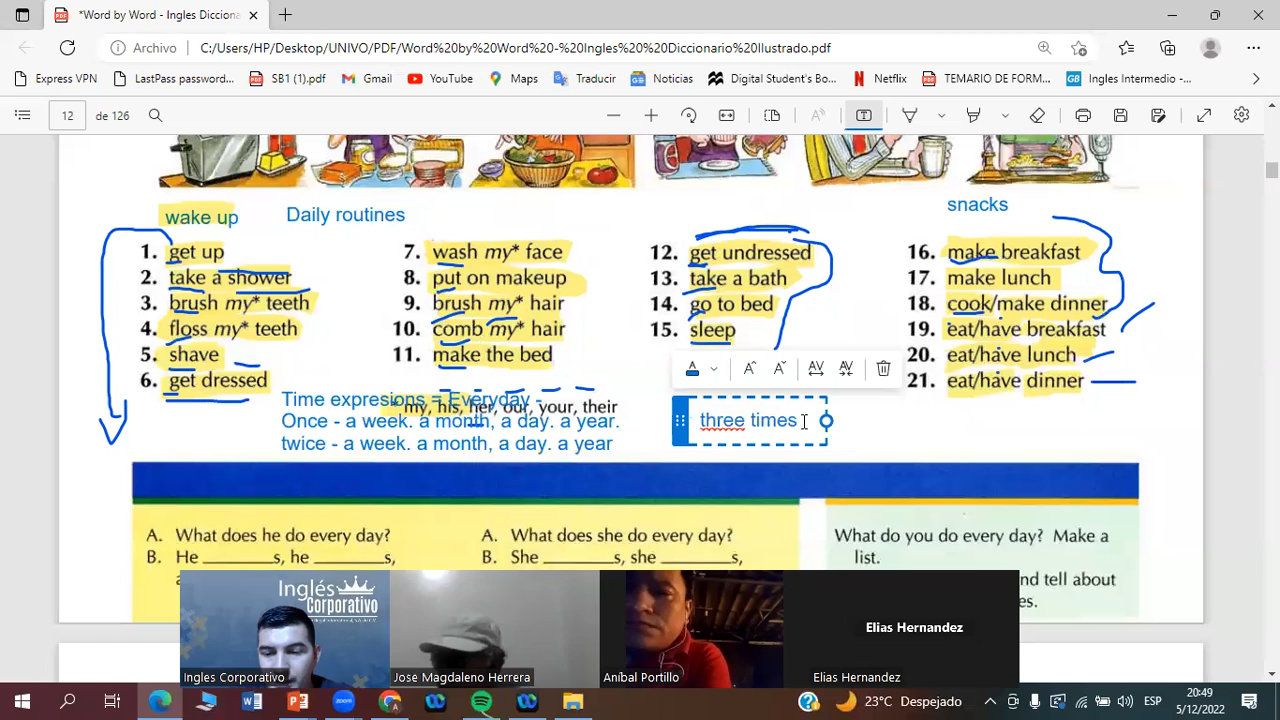 *Word by Word - Ingles Dicciona
Archivo
C:/Users/HP/Desktop/UNIVO/PDF/Word%20by%20Word%20-%20Ingles%20%20Diccionario%20Ilustrado.pdf
Express VPN
LastPass password...
SB1 (1).pdf
Gmail
YouTube
Maps
Traducir
Noticias
Digital Student's Bo...
Netflix
TEMARIO DE FORM...
Ingles Intermedio -...
12
de 126
wake up
Daily routines
snacks
1. get up
2. take a shower
3. brush my* teeth
4. floss my* teeth
5. shave
6. get dressed
7. wash my* face
8. put on makeup
9. brush my* hair
10. comb my* hair
11. make the bed
12. get undressed
13. take a bath
14. go to bed
15. sleep
16. make breakfast
17. make lunch
18. cook/make dinner
19. eat/have breakfast
20. eat/have lunch
21. eat/have dinner
Time expresions = Everyday -
* my, his, her, our, your, their
Once - a week. a month, a day. a year.
twice - a week. a month, a day. a year
three times
A. What does he do every day?
B. He ________s, he ________s,
A. What does she do every day?
B. She ________s, she ________s,
What do you do every day? Make a
list.
nd tell about
es.
Inglés
Corporativo
Ingles Corporativo
Jose Magdaleno Herrera
Aníbal Portillo
Elias Hernandez
Elias Hernandez
23°C Despejado
ESP
20:49
5/12/2022